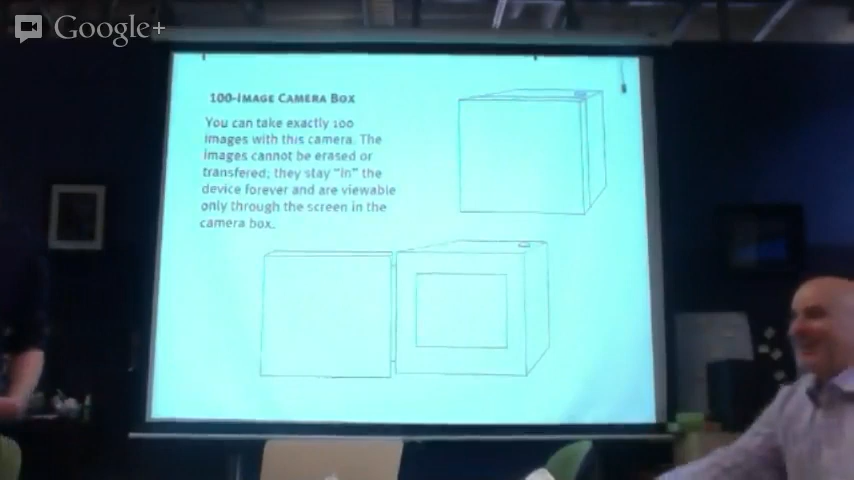 Google+
100-Image Camera Box
You can take exactly 100
images with this camera. The
images cannot be erased or
transfered; they stay "in" the
device forever and are viewable
only through the screen in the
camera box.